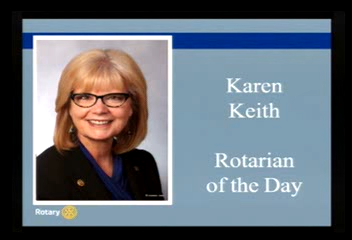 Karen
Keith
Rotarian
of the Day
Rotary